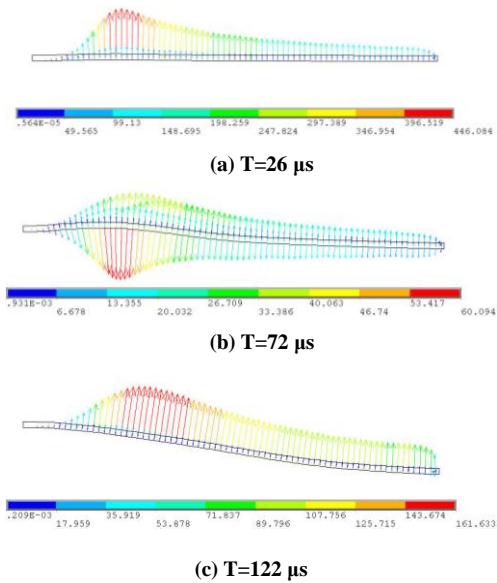 .564E-05 99.13 198.259 297.389 396.519
49.565 148.695 247.824 346.954 446.084
(a) T=26 μs
.931E-03 13.355 26.709 40.063 53.417
6.678 20.032 33.386 46.74 60.094
(b) T=72 μs
.209E-03 35.919 71.837 107.756 143.674
17.959 53.878 89.796 125.715 161.633
(c) T=122 μs